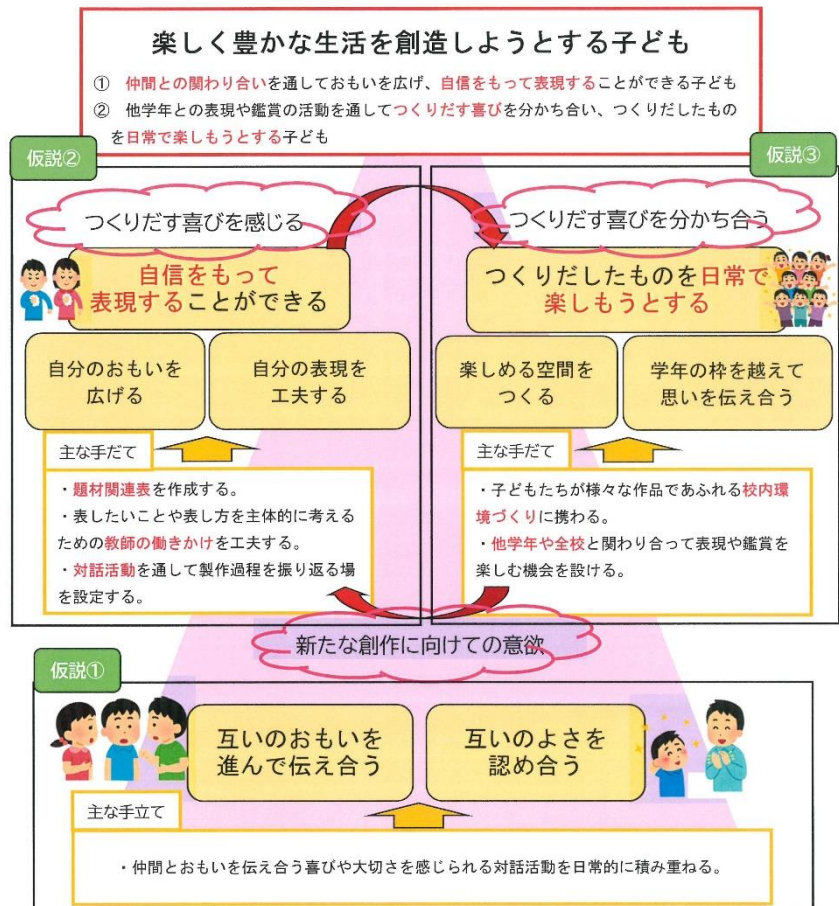 楽しく豊かな生活を創造しようとする子ども
① 仲間との関わり合いを通しておもいを広げ、自信をもって表現することができる子ども
② 他学年との表現や鑑賞の活動を通してつくりだす喜びを分かち合い、つくりだしたもの
を日常で楽しもうとする子ども
仮説②
つくりだす喜びを感じる
自信をもって
表現することができる
自分のおもいを
広げる
自分の表現を
工夫する
主な手だて
・題材関連表を作成する。
・表したいことや表し方を主体的に考える
ための教師の働きかけを工夫する。
・対話活動を通して製作過程を振り返る場
を設定する。
仮説③
つくりだす喜びを分かち合う
つくりだしたものを日常で
楽しもうとする
楽しめる空間を
つくる
学年の枠を越えて
思いを伝え合う
主な手だて
・子どもたちが様々な作品であふれる校内環
境づくりに携わる。
・他学年や全校と関わり合って表現や鑑賞を
楽しむ機会を設ける。
新たな創作に向けての意欲
仮説①
互いのおもいを
進んで伝え合う
互いのよさを
認め合う
主な手立て
・仲間とおもいを伝え合う喜びや大切さを感じられる対話活動を日常的に積み重ねる。